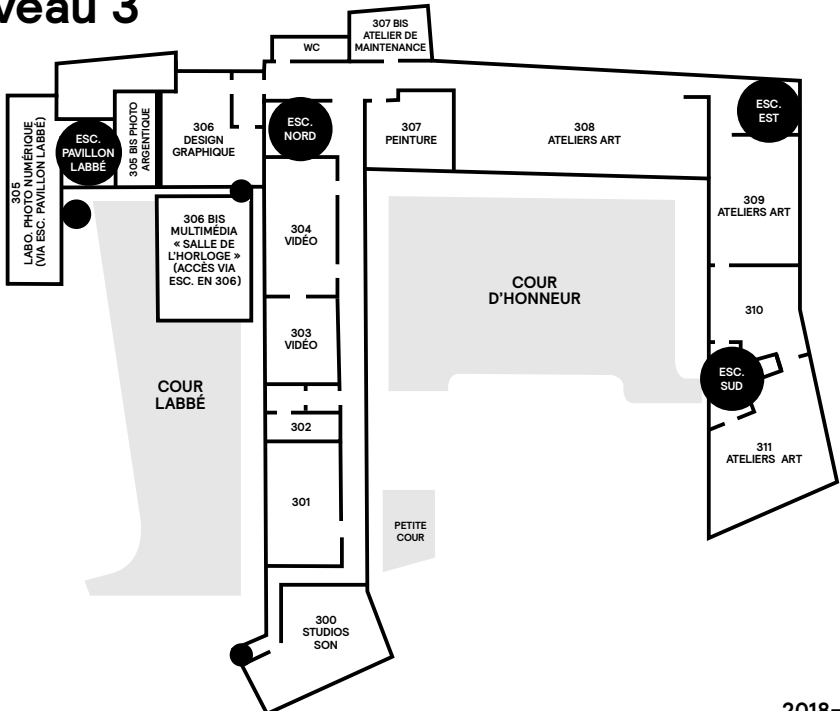 veau 3
307 BIS
ATELIER DE
MAINTENANCE
WC
ESC.
NORD
ESC.
EST
305
LABO. PHOTO NUMÉRIQUE
(VIA ESC. PAVILLON LABBÉ)
ESC.
PAVILLON
LABBÉ
305 BIS PHOTO
ARGENTIQUE
306
DESIGN
GRAPHIQUE
307
PEINTURE
308
ATELIERS ART
309
ATELIERS ART
306 BIS
MULTIMÉDIA
« SALLE DE
L'HORLOGE »
(ACCÈS VIA
ESC. EN 306)
304
VIDÉO
COUR
D'HONNEUR
310
303
VIDÉO
COUR
LABBÉ
ESC.
SUD
302
311
ATELIERS ART
301
PETITE
COUR
300
STUDIOS
SON
2018-